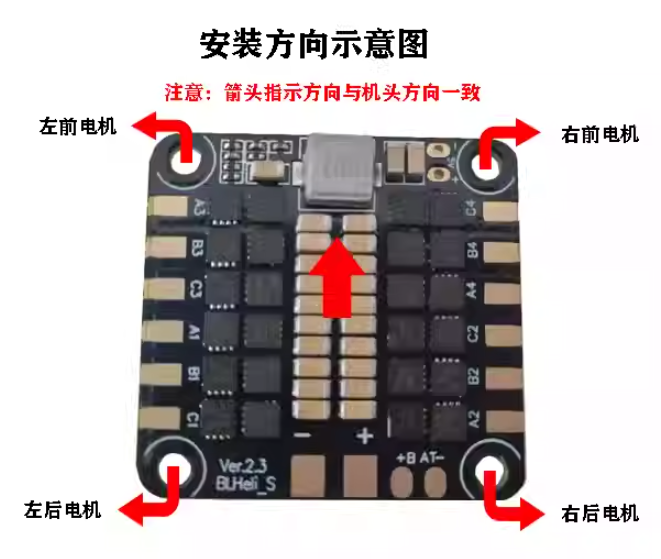 安装方向示意图
注意：箭头指示方向与机头方向一致
左前电机
右前电机
- 5V +
A3
C4
B3
B4
C3
A4
A1
C2
B1
B2
C1
A2
- +
+BAT-
Ver.2.3
BLHeli_S
左后电机
右后电机